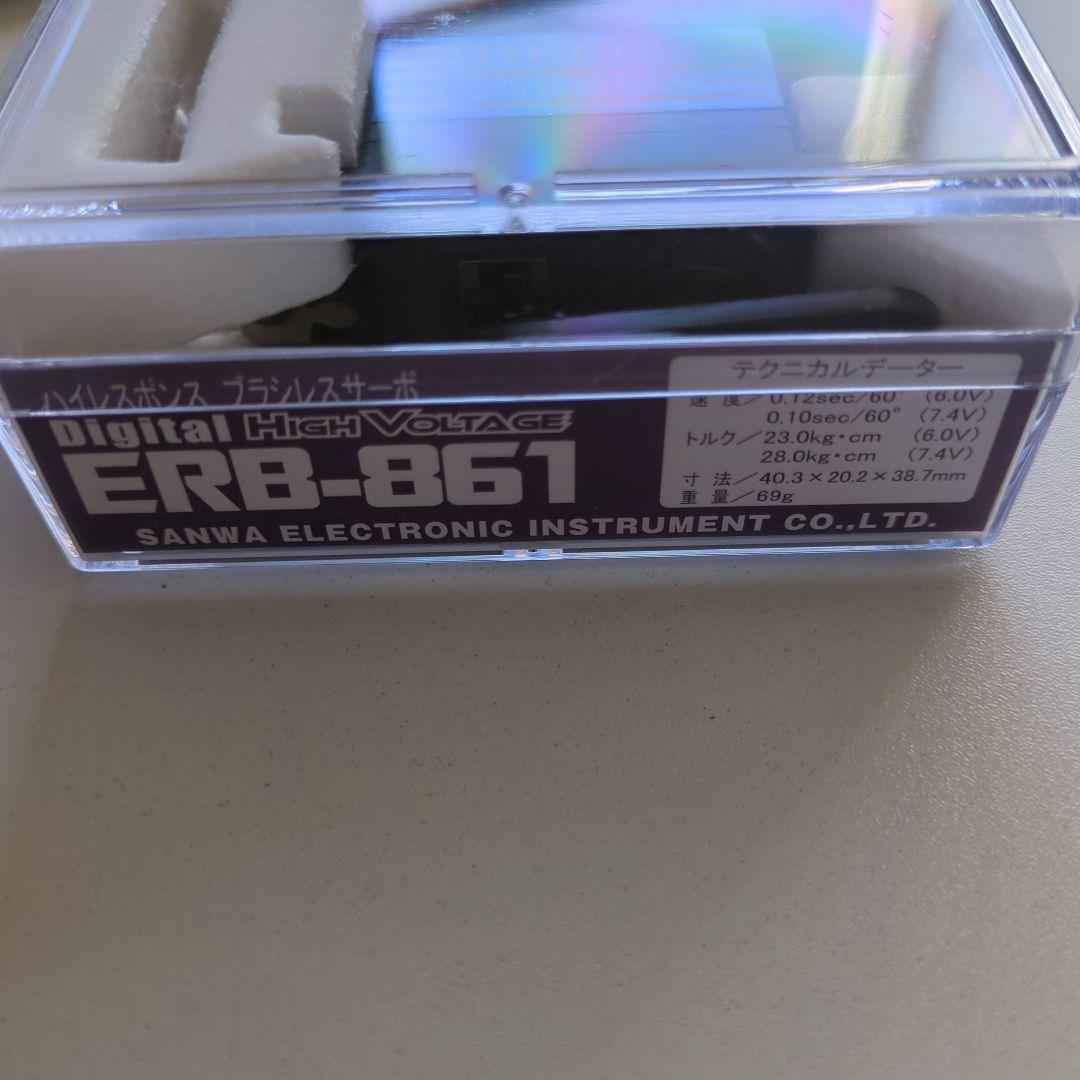 ハイレスポンス ブラシレスサーボ
Digital HIGH VOLTAGE
ERB-861
SANWA ELECTRONIC INSTRUMENT CO.,LTD.
テクニカルデーター
速 度／0.12sec/60° (6.0V)
0.10sec/60° (7.4V)
トルク／23.0kg・cm (6.0V)
28.0kg・cm (7.4V)
寸 法／40.3×20.2×38.7mm
重 量／69g